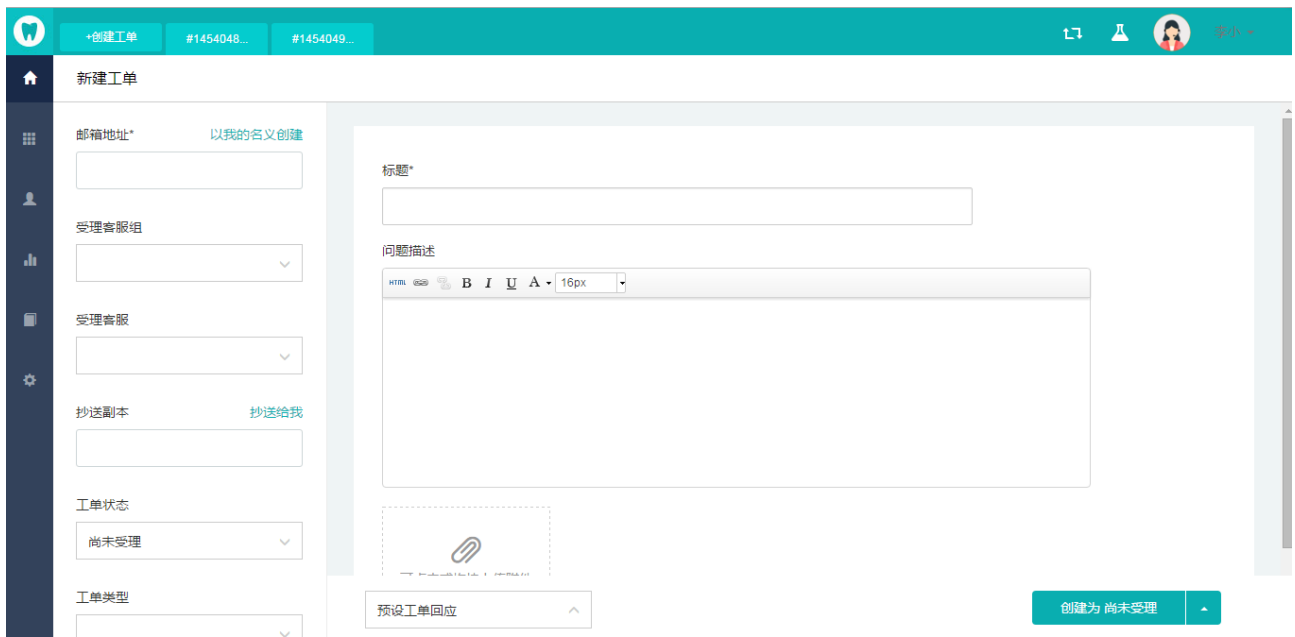 +创建工单
#1454048...
#1454049...
李小
新建工单
邮箱地址*
以我的名义创建
受理客服组
受理客服
抄送副本
抄送给我
工单状态
尚未受理
工单类型
标题*
问题描述
HTML B I U A 16px
预设工单回应
创建为 尚未受理